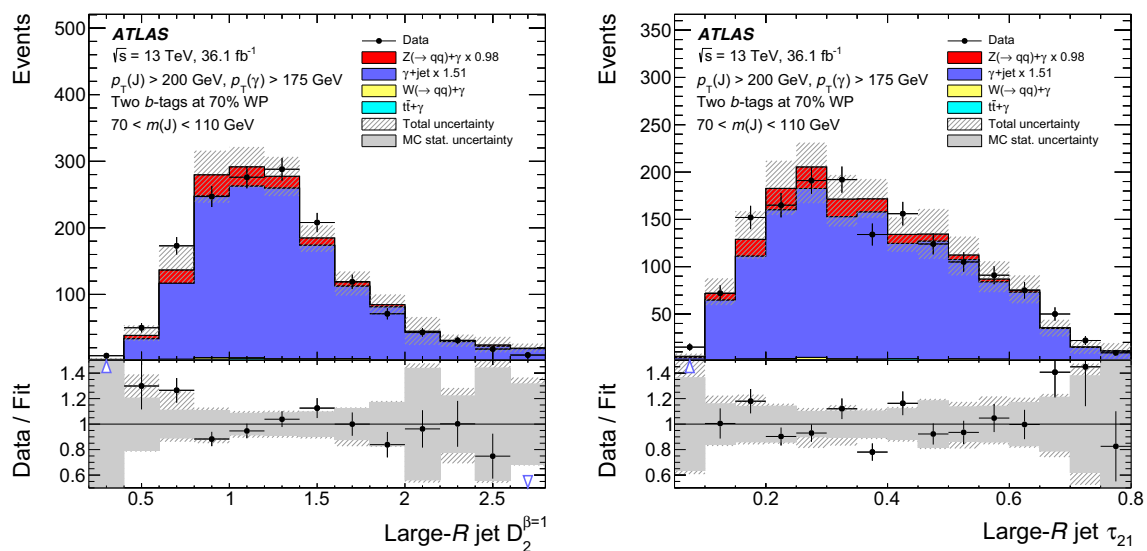 Events
500
400
300
200
100
ATLAS
√s = 13 TeV, 36.1 fb⁻¹
p_T(J) > 200 GeV, p_T(γ) > 175 GeV
Two b-tags at 70% WP
70 < m(J) < 110 GeV
Data
Z(→ qq)+γ x 0.98
γ+jet x 1.51
W(→ qq)+γ
tt̄+γ
Total uncertainty
MC stat. uncertainty
Data / Fit
1.4
1.2
1
0.8
0.6
0.5
1
1.5
2
2.5
Large-R jet D₂^β=1
Events
350
300
250
200
150
100
50
ATLAS
√s = 13 TeV, 36.1 fb⁻¹
p_T(J) > 200 GeV, p_T(γ) > 175 GeV
Two b-tags at 70% WP
70 < m(J) < 110 GeV
Data
Z(→ qq)+γ x 0.98
γ+jet x 1.51
W(→ qq)+γ
tt̄+γ
Total uncertainty
MC stat. uncertainty
Data / Fit
1.4
1.2
1
0.8
0.6
0.2
0.4
0.6
0.8
Large-R jet τ₂₁